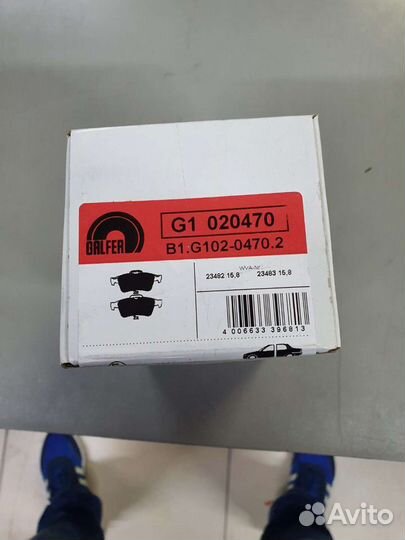 GALFER
G1 020470
B1.G102-0470.2
WVA-Nr.
23482 15,8 23483 15,8
4 006633 396813
Avito